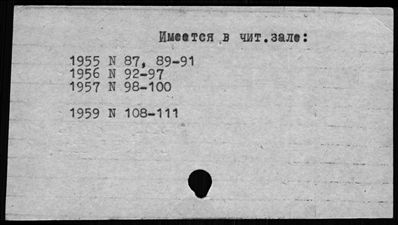 Имеется в чит.зале:
1955 N 87, 89-91
1956 N 92-97
1957 N 98-100
1959 N 108-111